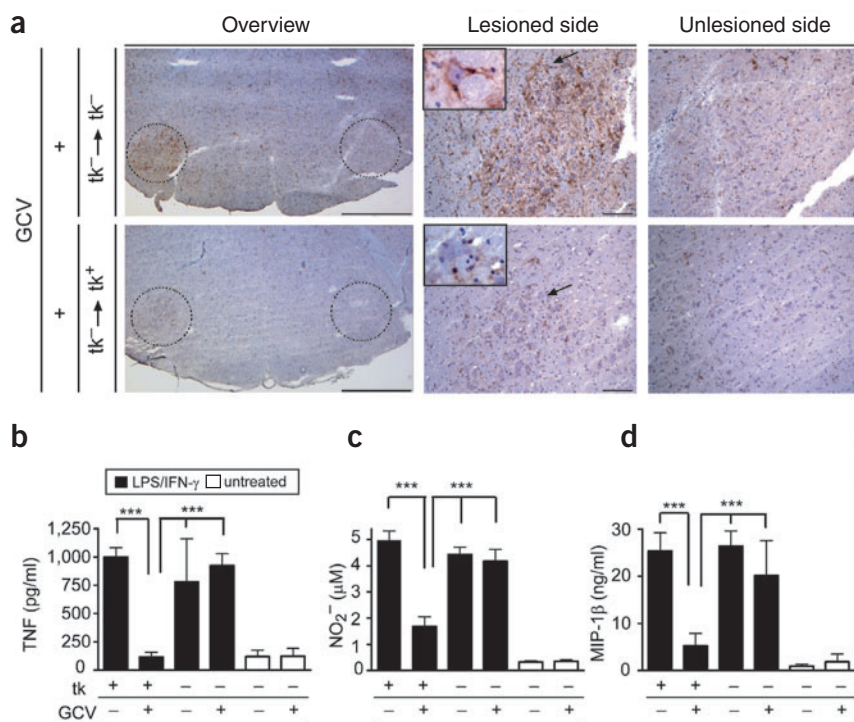 a
Overview
Lesioned side
Unlesioned side
GCV
+
tk⁻ → tk⁻
+
tk⁻ → tk⁺
b
c
d
LPS/IFN-γ untreated
***
***
1,250
1,000
750
500
250
0
TNF (pg/ml)
***
***
5
4
3
2
1
0
NO₂⁻ (μM)
***
***
30
20
10
0
MIP-1β (ng/ml)
tk + + − − − −
GCV − + − + − +
+ + − − − −
− + − + − +
+ + − − − −
− + − + − +